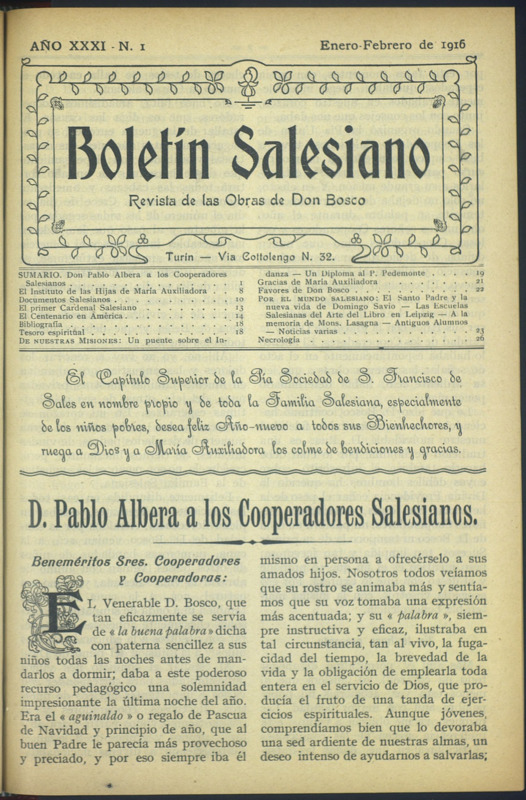 AÑO XXXI - N. 1
Enero-Febrero de 1916
Boletín Salesiano
Revista de las Obras de Don Bosco
Turín — Via Cottolengo N. 32.
SUMARIO. Don Pablo Albera a los Cooperadores
Salesianos . . . 1
El Instituto de las Hijas de María Auxiliadora . . 8
Documentos Salesianos . . . 10
El primer Cardenal Salesiano . . . 13
El Centenario en América . . . 14
Bibliografía . . . 18
Tesoro espiritual . . . 18
DE NUESTRAS MISIONES: Un puente sobre el In-
danza — Un Diploma al P. Pedemonte . . . 19
Gracias de María Auxiliadora . . . 21
Favores de Don Bosco . . . 22
POR EL MUNDO SALESIANO: El Santo Padre y la
nueva vida de Domingo Savio — Las Escuelas
Salesianas del Arte del Libro en Leipzig — A la
memoria de Mons. Lasagna — Antiguos Alumnos
— Noticias varias . . . 23
Necrología . . . 26
El Capítulo Superior de la Pía Sociedad de S. Francisco de
Sales en nombre propio y de toda la Familia Salesiana, especialmente
de los niños pobres, desea feliz Año-nuevo a todos sus Bienhechores, y
ruega a Dios y a María Auxiliadora los colme de bendiciones y gracias.
D. Pablo Albera a los Cooperadores Salesianos.
Beneméritos Sres. Cooperadores
y Cooperadoras:
EL Venerable D. Bosco, que
tan eficazmente se servía
de « la buena palabra » dicha
con paterna sencillez a sus
niños todas las noches antes de man-
darlos a dormir; daba a este poderoso
recurso pedagógico una solemnidad
impresionante la última noche del año.
Era el « aguinaldo » o regalo de Pascua
de Navidad y principio de año, que al
buen Padre le parecía más provechoso
y preciado, y por eso siempre iba él
mismo en persona a ofrecérselo a sus
amados hijos. Nosotros todos veíamos
que su rostro se animaba más y sentía-
mos que su voz tomaba una expresión
más acentuada; y su « palabra », siem-
pre instructiva y eficaz, ilustraba en
tal circunstancia, tan al vivo, la fuga-
cidad del tiempo, la brevedad de la
vida y la obligación de emplearla toda
entera en el servicio de Dios, que pro-
ducía el fruto de una tanda de ejer-
cicios espirituales. Aunque jóvenes,
comprendíamos bien que lo devoraba
una sed ardiente de nuestras almas, un
deseo intenso de ayudarnos a salvarlas;